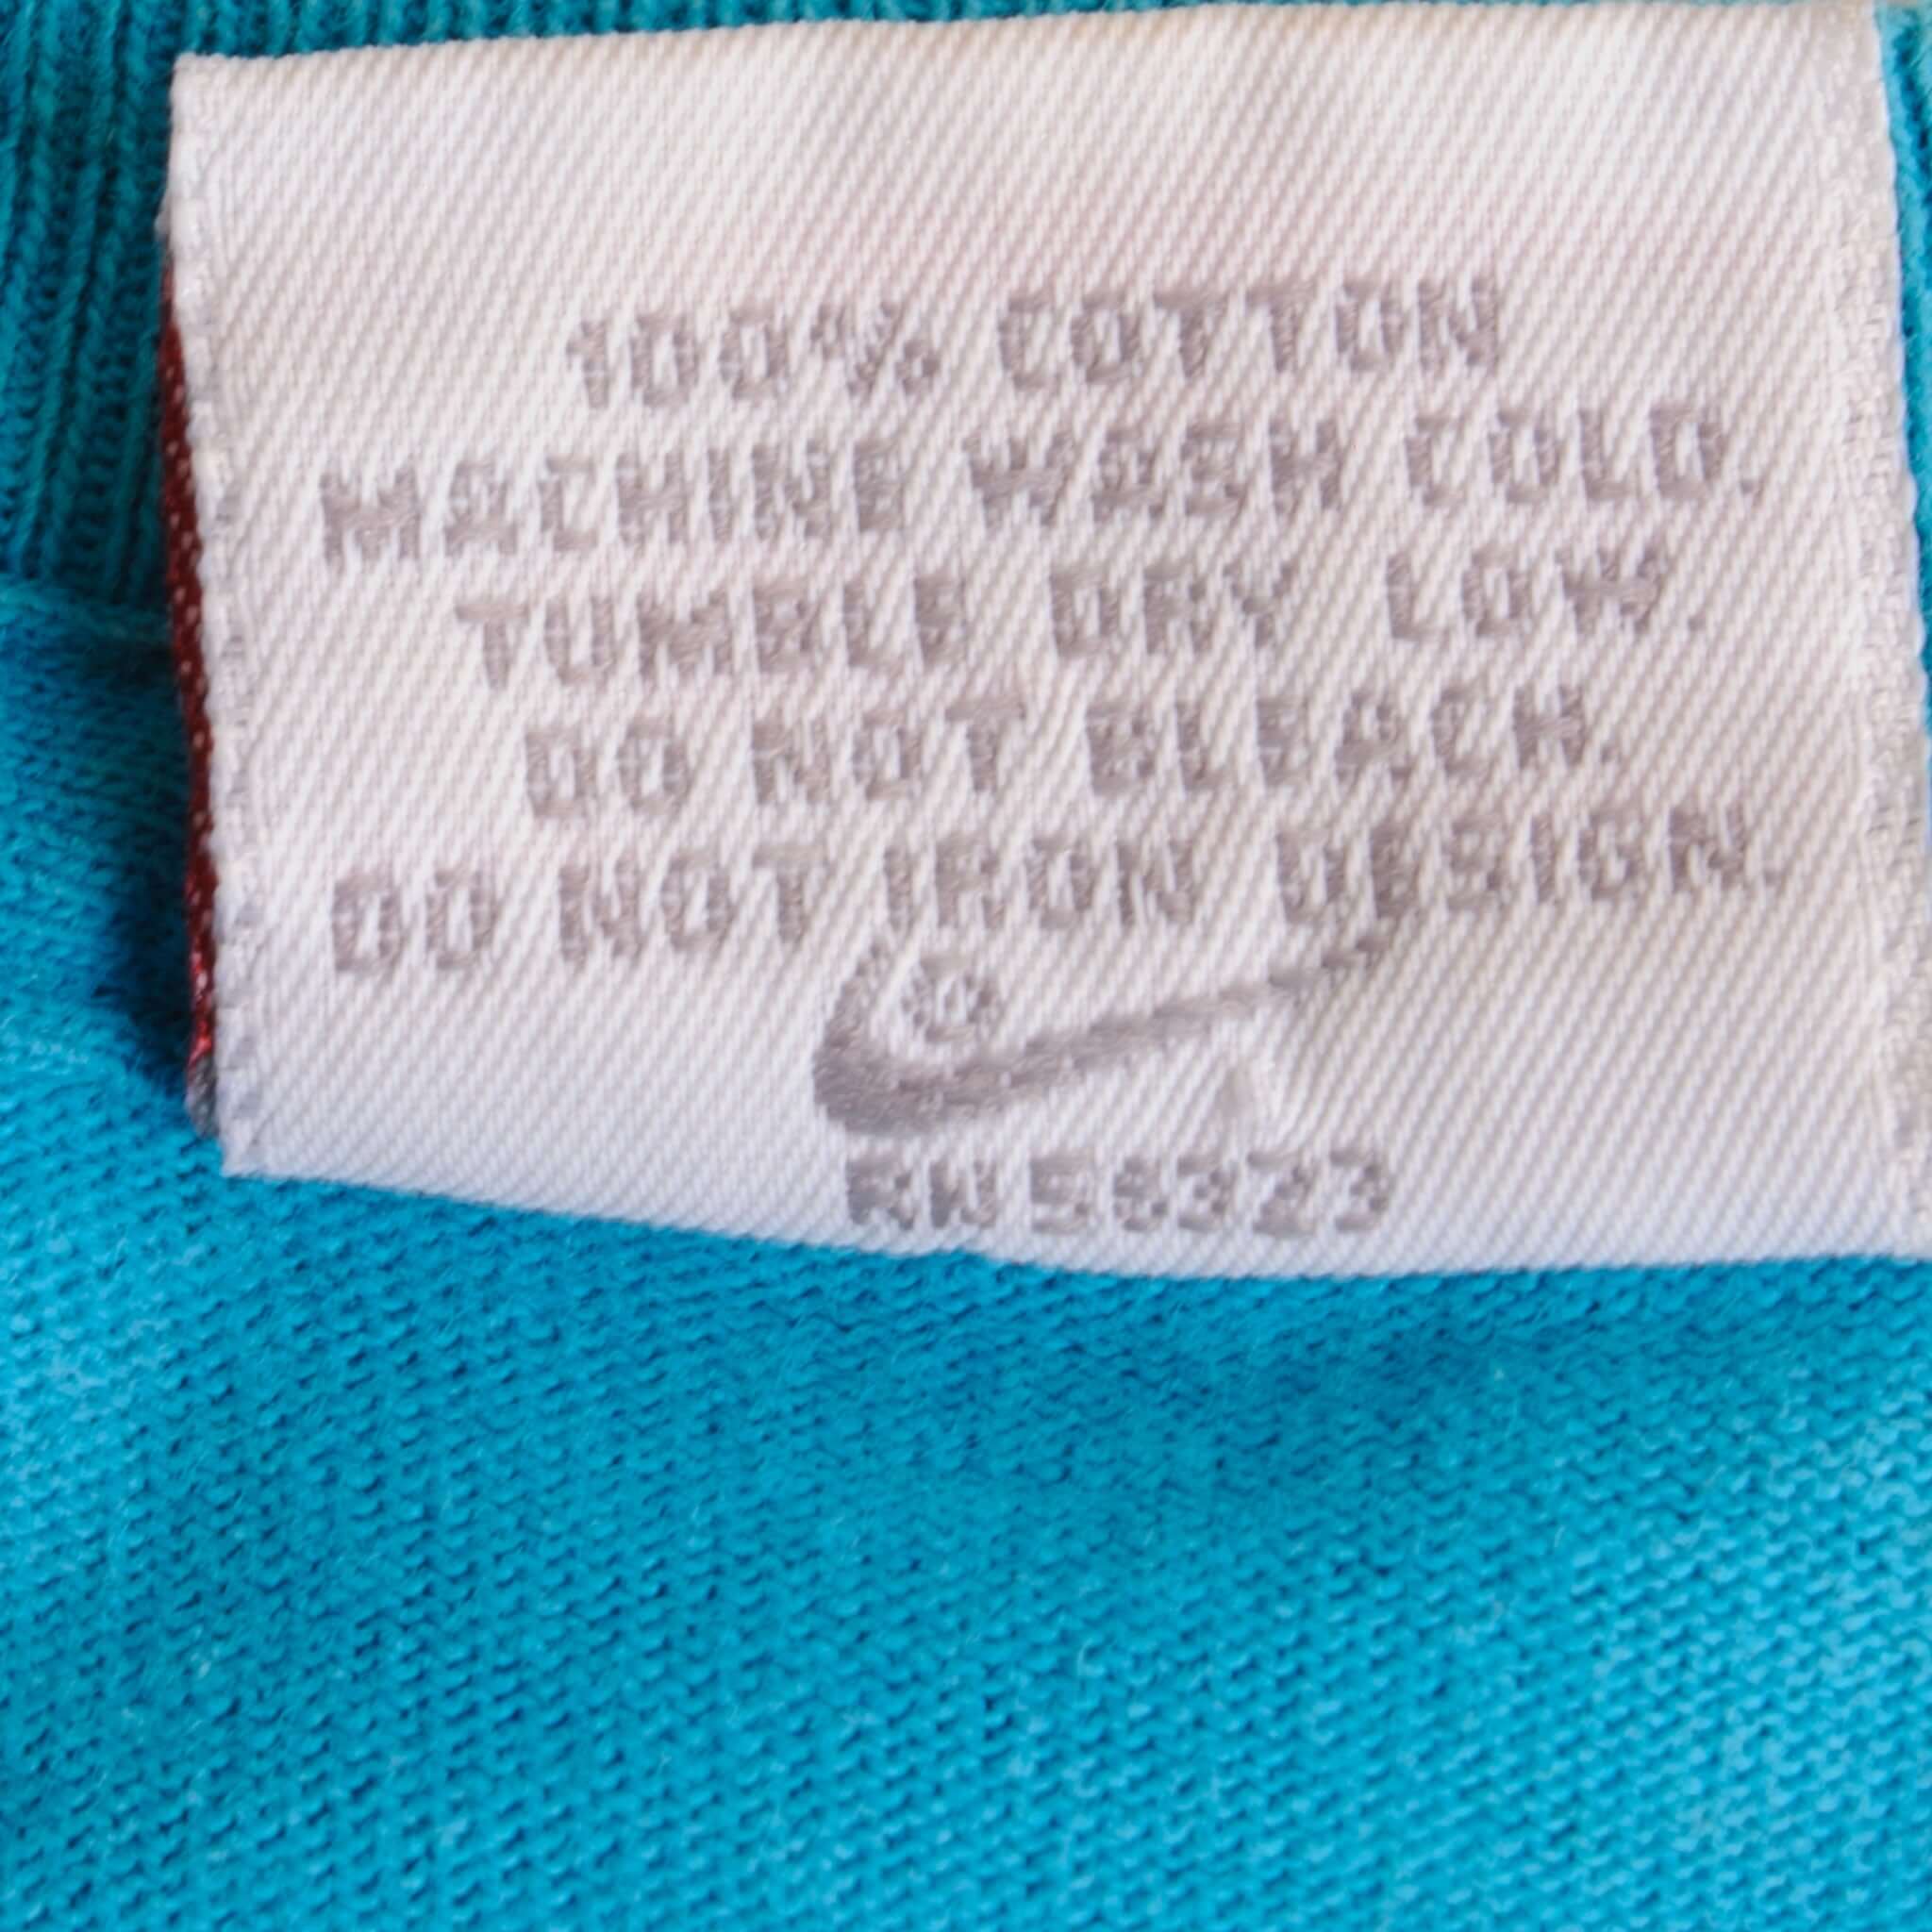 100% COTTON
MACHINE WASH COLD.
TUMBLE DRY LOW.
DO NOT BLEACH.
DO NOT IRON DESIGN.
®
RN 56323